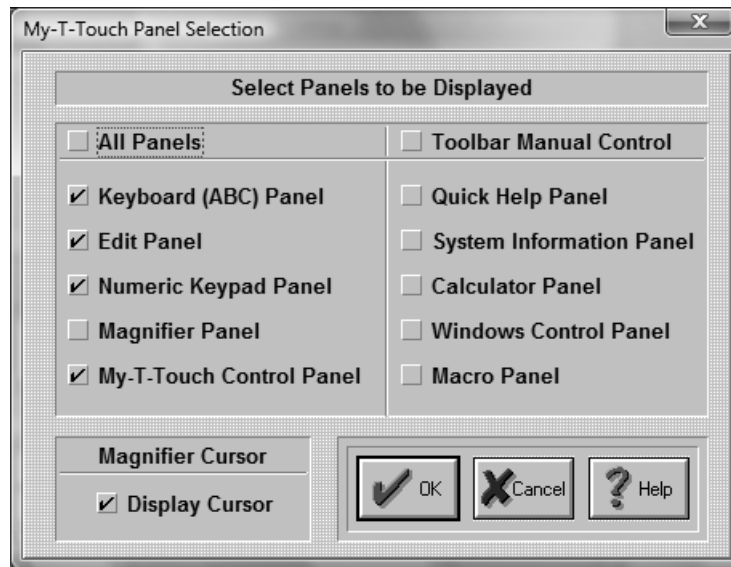 My-T-Touch Panel Selection
X
Select Panels to be Displayed
All Panels
Toolbar Manual Control
Keyboard (ABC) Panel
Quick Help Panel
Edit Panel
System Information Panel
Numeric Keypad Panel
Calculator Panel
Magnifier Panel
Windows Control Panel
My-T-Touch Control Panel
Macro Panel
Magnifier Cursor
Display Cursor
OK
Cancel
Help